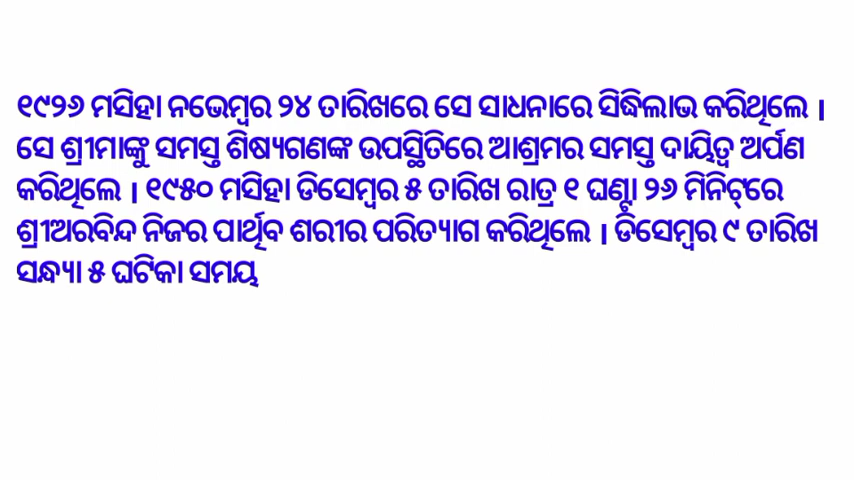 ୧୯୨୬ ମସିହା ନଭେମ୍ବର ୨୪ ତାରିଖରେ ସେ ସାଧନାରେ ସିଦ୍ଧିଲାଭ କରିଥିଲେ ।
ସେ ଶ୍ରୀମାଙ୍କୁ ସମସ୍ତ ଶିଷ୍ୟଗଣଙ୍କ ଉପସ୍ଥିତିରେ ଆଶ୍ରମର ସମସ୍ତ ଦାୟିତ୍ଵ ଅର୍ପଣ
କରିଥିଲେ । ୧୯୫୦ ମସିହା ଡିସେମ୍ବର ୫ ତାରିଖ ରାତ୍ର ୧ ଘଣ୍ଟା ୨୬ ମିନିଟ୍‌ରେ
ଶ୍ରୀଅରବିନ୍ଦ ନିଜର ପାର୍ଥିବ ଶରୀର ପରିତ୍ୟାଗ କରିଥିଲେ । ଡିସେମ୍ବର ୯ ତାରିଖ
ସନ୍ଧ୍ୟା ୫ ଘଟିକା ସମୟ